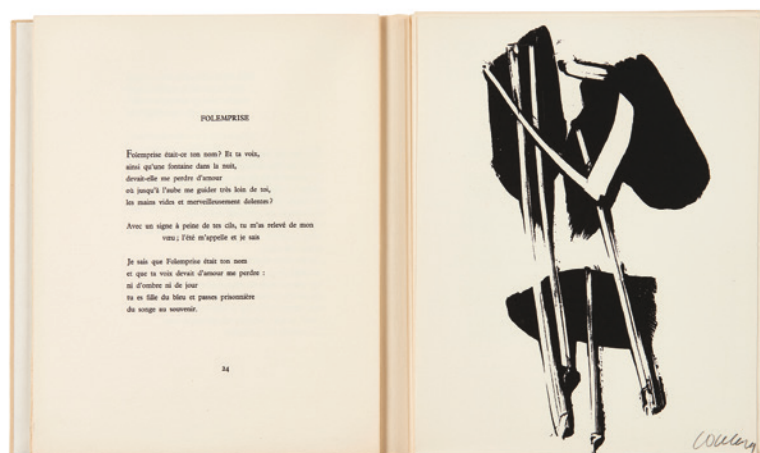 FOLEMPRISE
Folemprise était-ce ton nom? Et ta voix,
ainsi qu'une fontaine dans la nuit,
devait-elle me perdre d'amour
où jusqu'à l'aube me guider très loin de toi,
les mains vides et merveilleusement dolentes?
Avec un signe à peine de tes cils, tu m'as relevé de mon
vœu; l'été m'appelle et je sais
Je sais que Folemprise était ton nom
et que ta voix devait d'amour me perdre :
ni d'ombre ni de jour
tu es fille du bleu et passes prisonnière
du songe au souvenir.
24